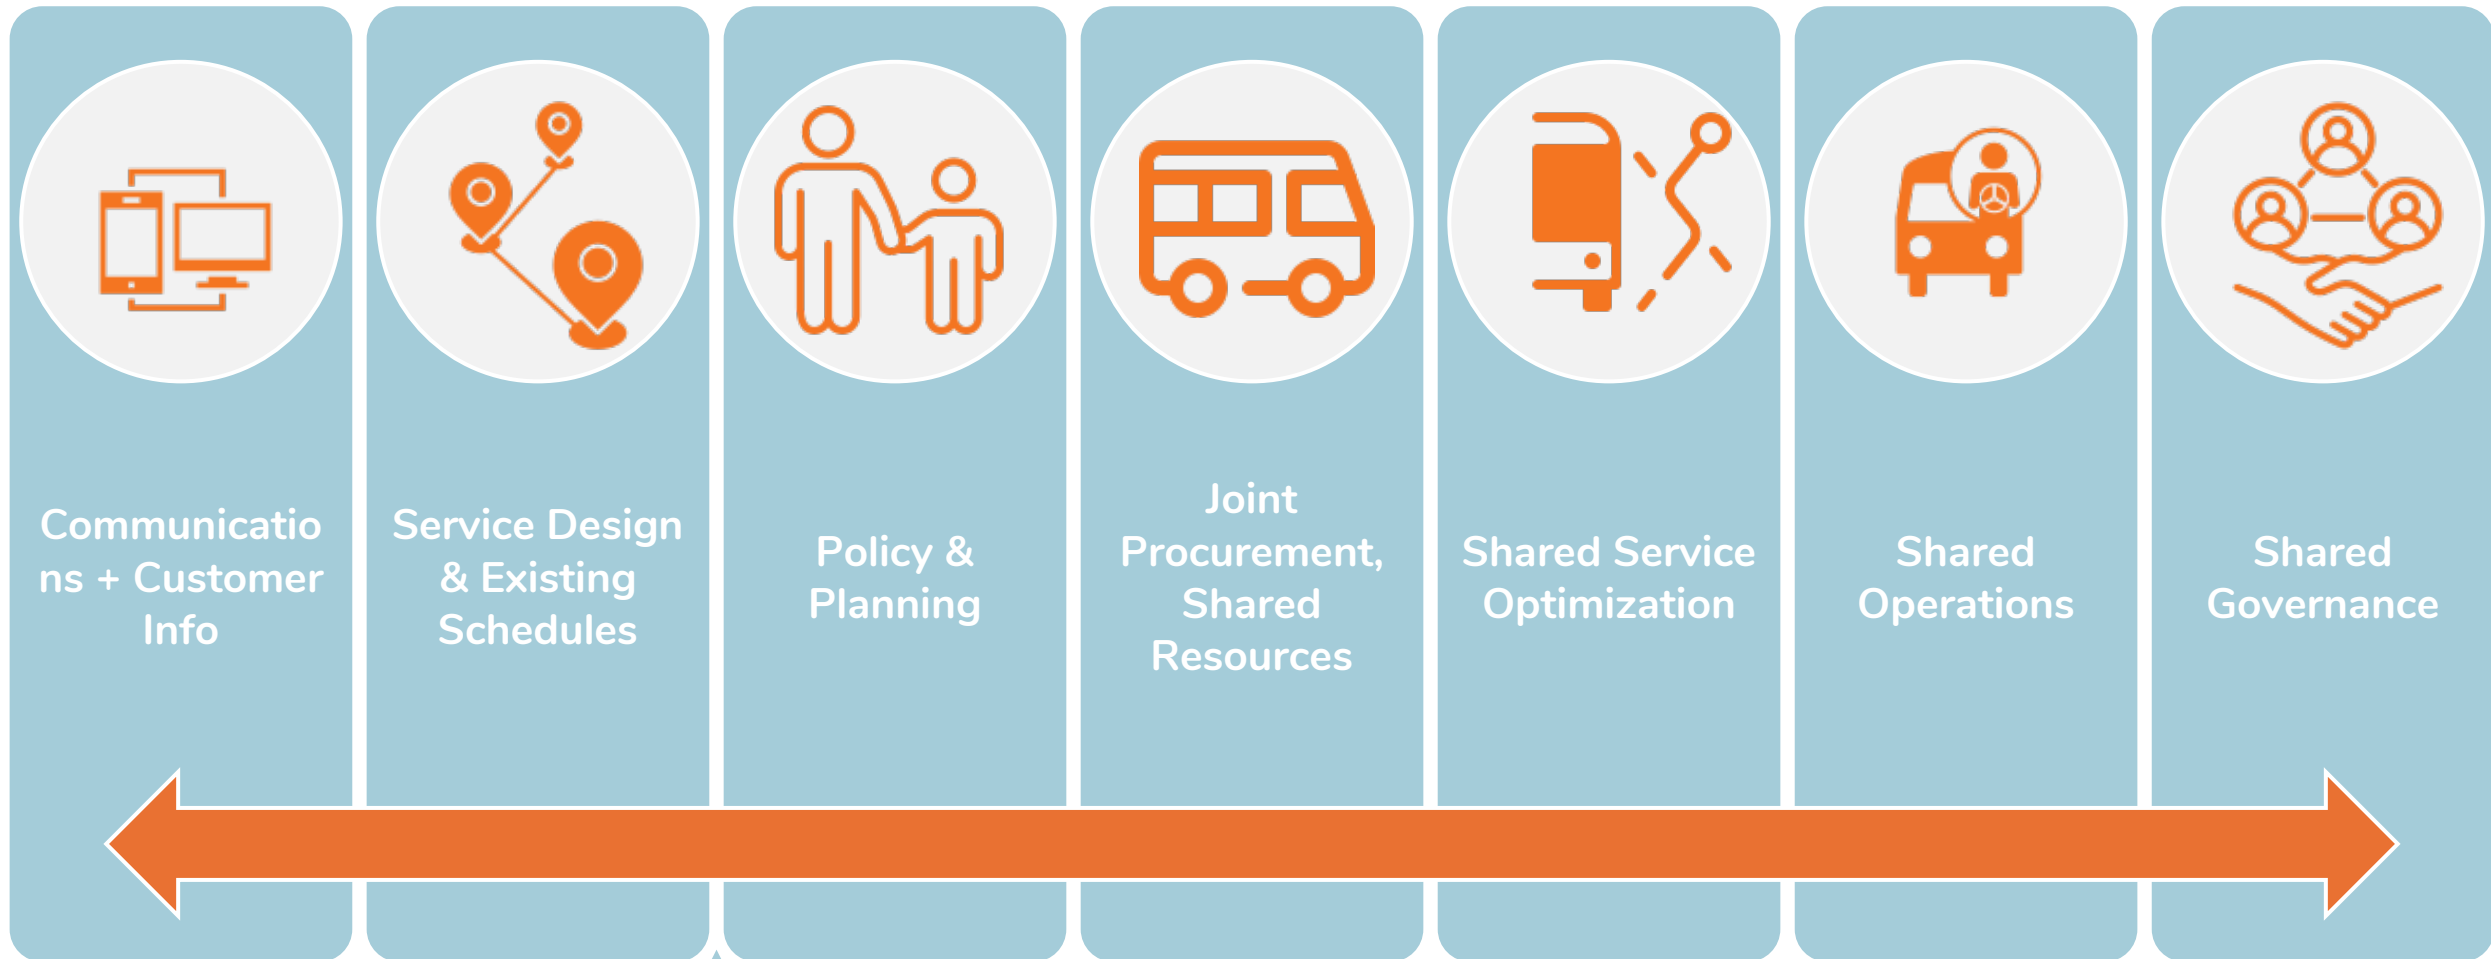 Communicatio
ns + Customer
Info
Service Design
& Existing
Schedules
Policy &
Planning
Joint
Procurement,
Shared
Resources
Shared Service
Optimization
Shared
Operations
Shared
Governance